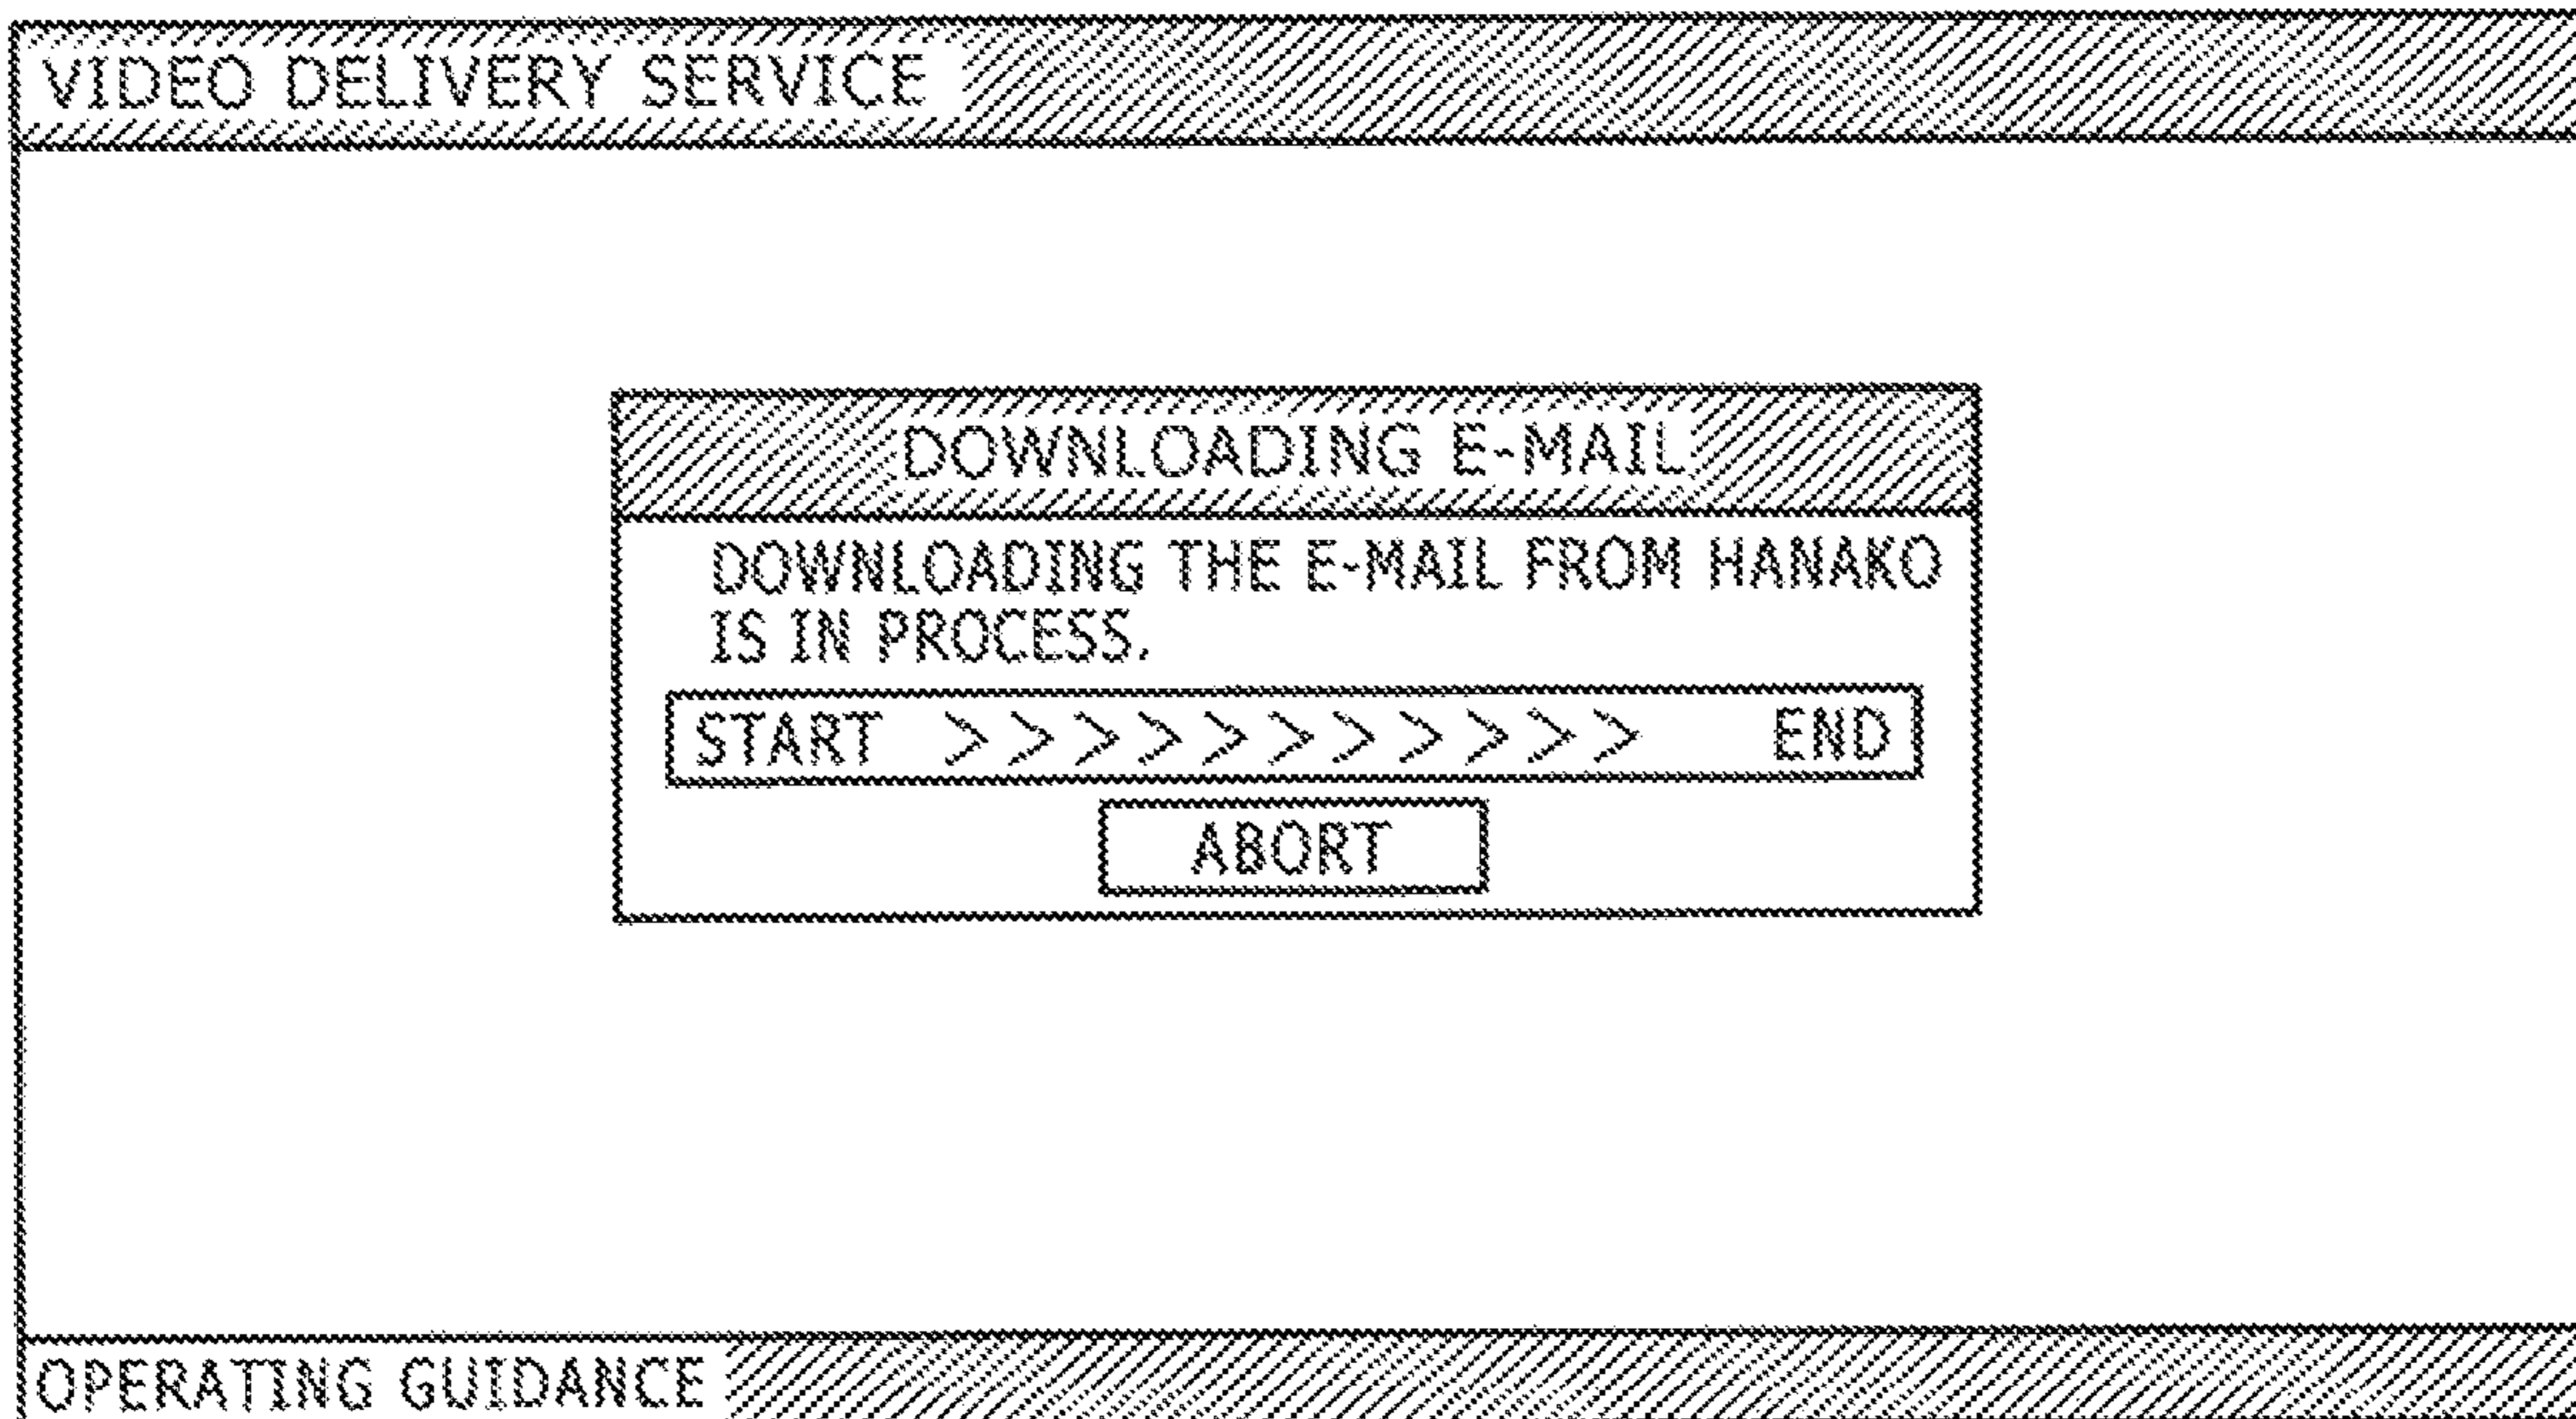 VIDEO DELIVERY SERVICE
DOWNLOADING E-MAIL
DOWNLOADING THE E-MAIL FROM HANAKO
IS IN PROCESS.
START >>>>>>>>>>> END
ABORT
OPERATING GUIDANCE